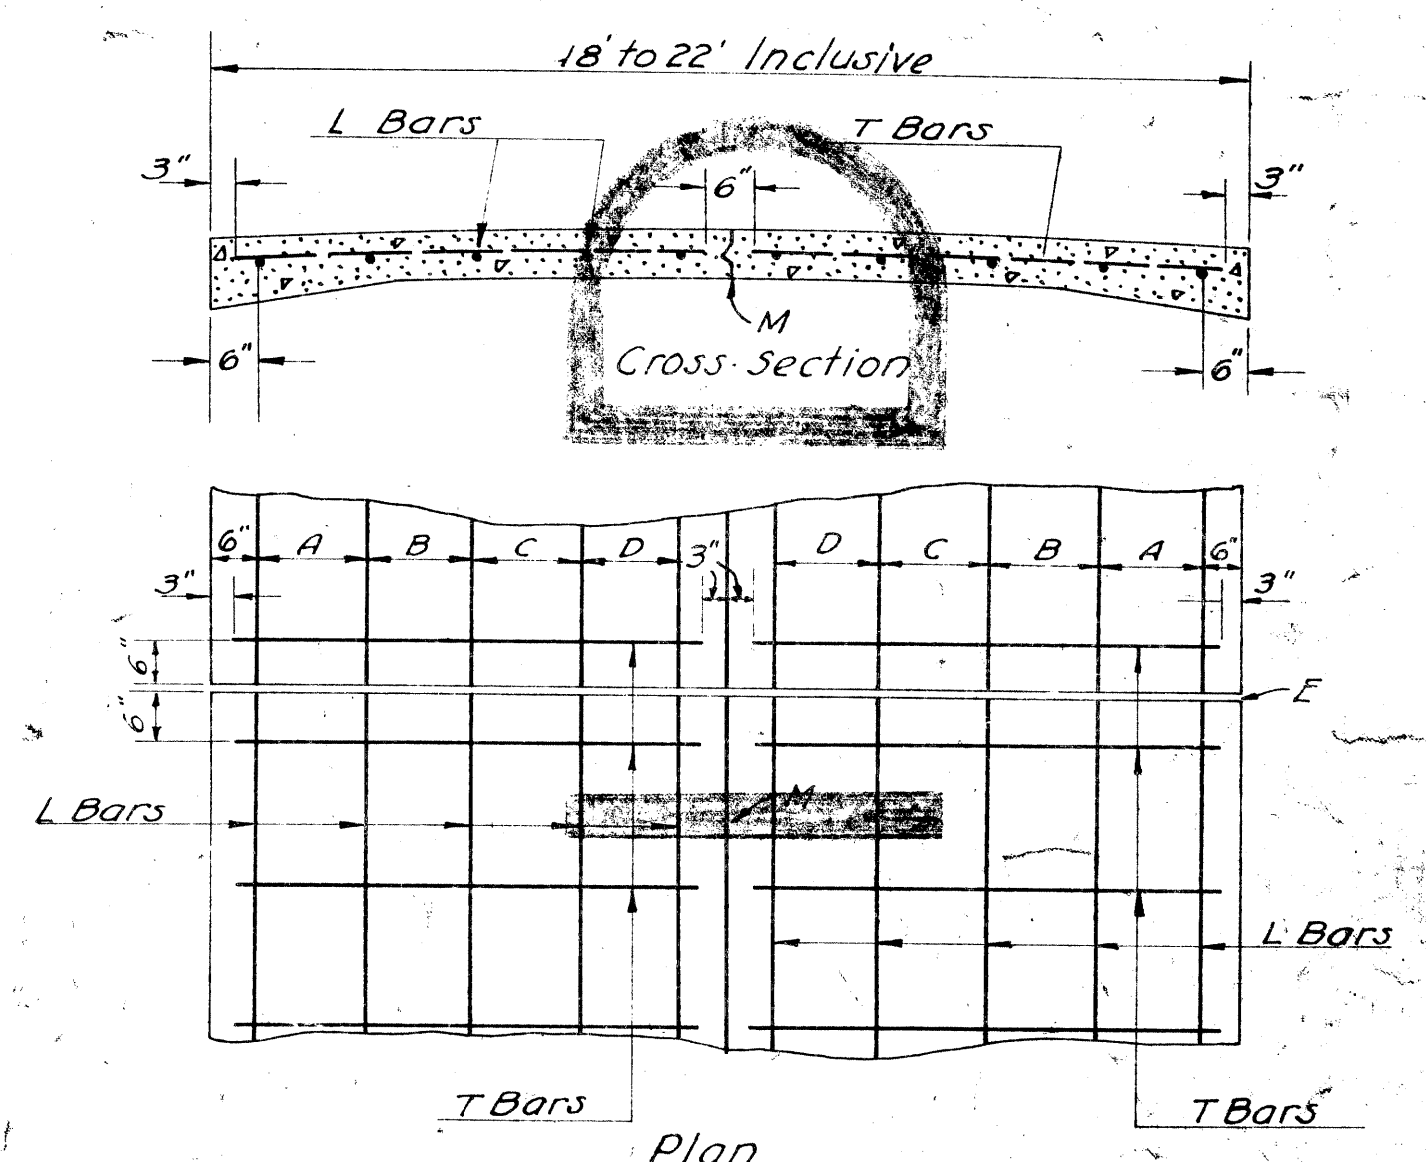 18' to 22' Inclusive
L Bars
T Bars
3"
6"
3"
M
Cross-Section
6"
6"
6" A B C D 3" D C B A 6"
3"
3"
6"
E
6"
M
L Bars
L Bars
T Bars
T Bars
Plan